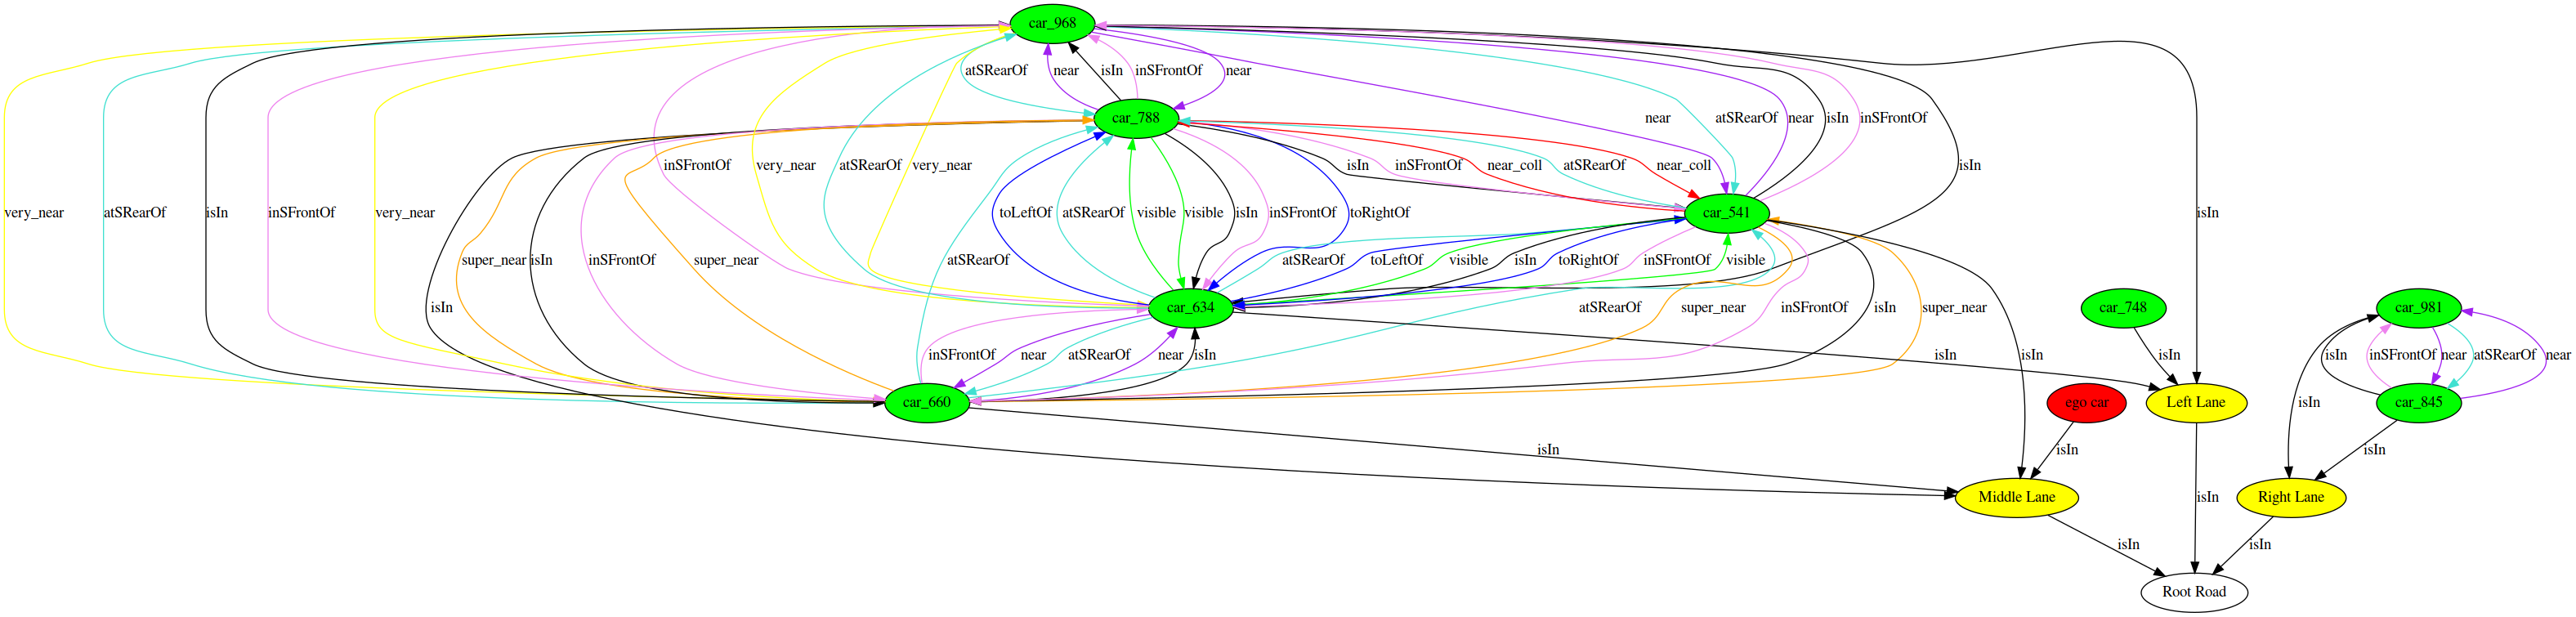 car_968
atSRearOf near isIn inSFrontOf near
car_788
near atSRearOf near isIn inSFrontOf
inSFrontOf very_near atSRearOf very_near isIn inSFrontOf near_coll atSRearOf near_coll isIn
very_near atSRearOf isIn inSFrontOf very_near toLeftOf atSRearOf visible visible isIn inSFrontOf toRightOf car_541 isIn
super_near isIn inSFrontOf super_near atSRearOf atSRearOf toLeftOf visible isIn toRightOf inSFrontOf visible
isIn car_634 atSRearOf super_near inSFrontOf isIn super_near car_748 car_981
inSFrontOf near atSRearOf near isIn isIn isIn isIn isIn inSFrontOf near atSRearOf near
car_660 ego car Left Lane isIn car_845
isIn isIn isIn
Middle Lane isIn Right Lane
isIn isIn
Root Road